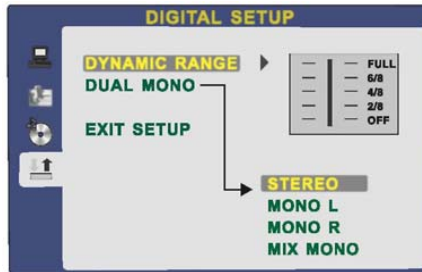 DIGITAL SETUP
DYNAMIC RANGE
DUAL MONO
EXIT SETUP
FULL
6/8
4/8
2/8
OFF
STEREO
MONO L
MONO R
MIX MONO